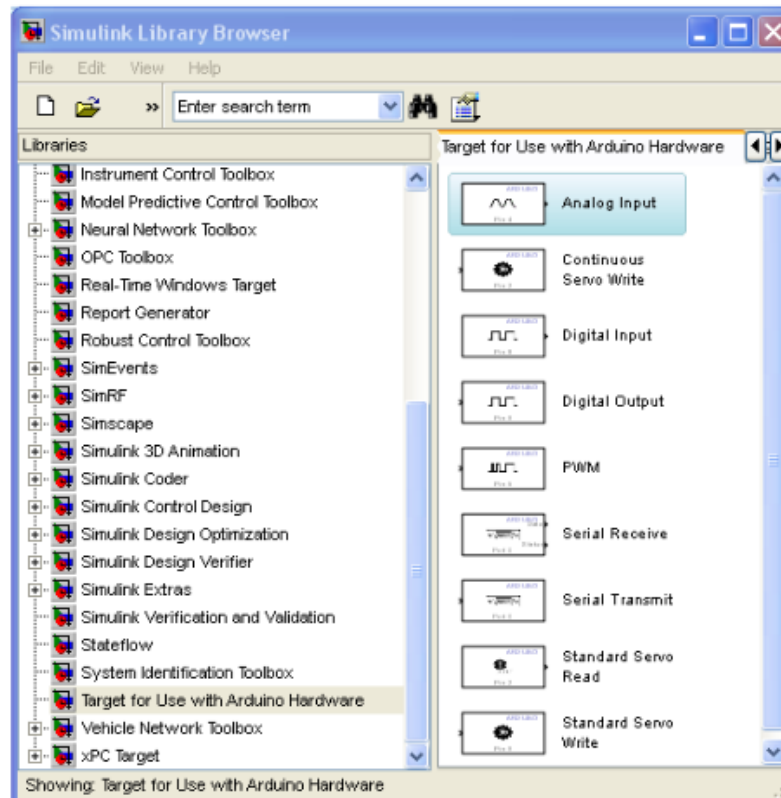 Simulink Library Browser
File Edit View Help
» Enter search term
Libraries
Target for Use with Arduino Hardware
Instrument Control Toolbox
Model Predictive Control Toolbox
Neural Network Toolbox
OPC Toolbox
Real-Time Windows Target
Report Generator
Robust Control Toolbox
SimEvents
SimRF
Simscape
Simulink 3D Animation
Simulink Coder
Simulink Control Design
Simulink Design Optimization
Simulink Design Verifier
Simulink Extras
Simulink Verification and Validation
Stateflow
System Identification Toolbox
Target for Use with Arduino Hardware
Vehicle Network Toolbox
xPC Target
Analog Input
Continuous
Servo Write
Digital Input
Digital Output
PWM
Serial Receive
Serial Transmit
Standard Servo
Read
Standard Servo
Write
Showing: Target for Use with Arduino Hardware